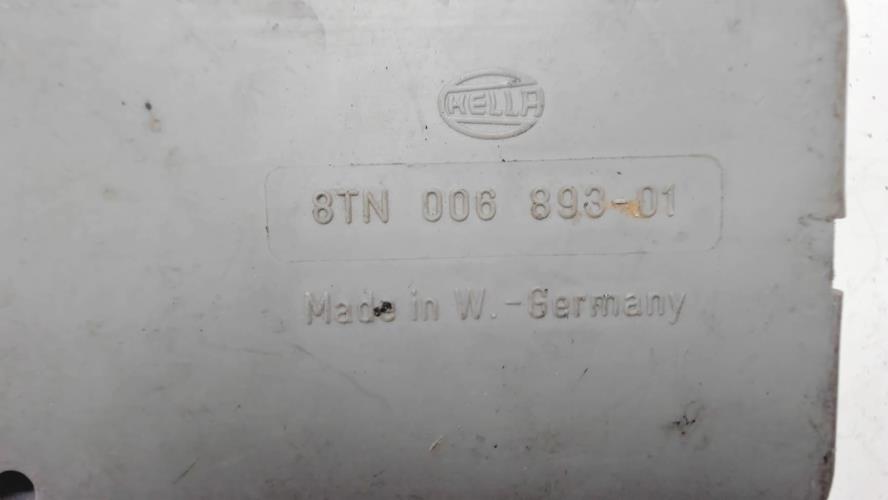 HELLA
8TN 006 893-01
Made in W.-Germany